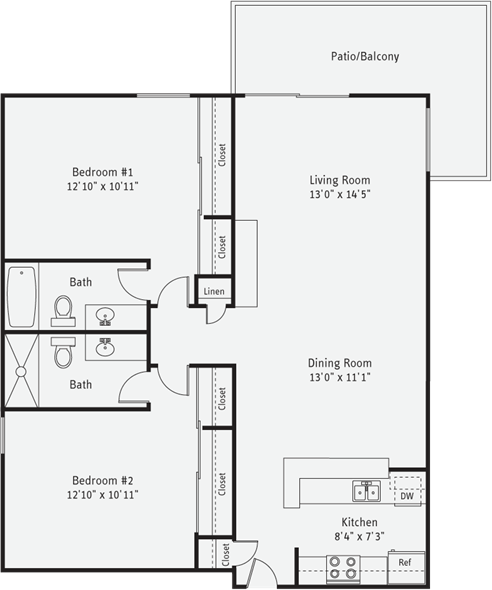 Patio/Balcony
Bedroom #1
12'10" x 10'11"
Closet
Living Room
13'0" x 14'5"
Closet
Bath
Linen
Bath
Dining Room
13'0" x 11'1"
Closet
Bedroom #2
12'10" x 10'11"
Closet
DW
Kitchen
8'4" x 7'3"
Closet
Ref